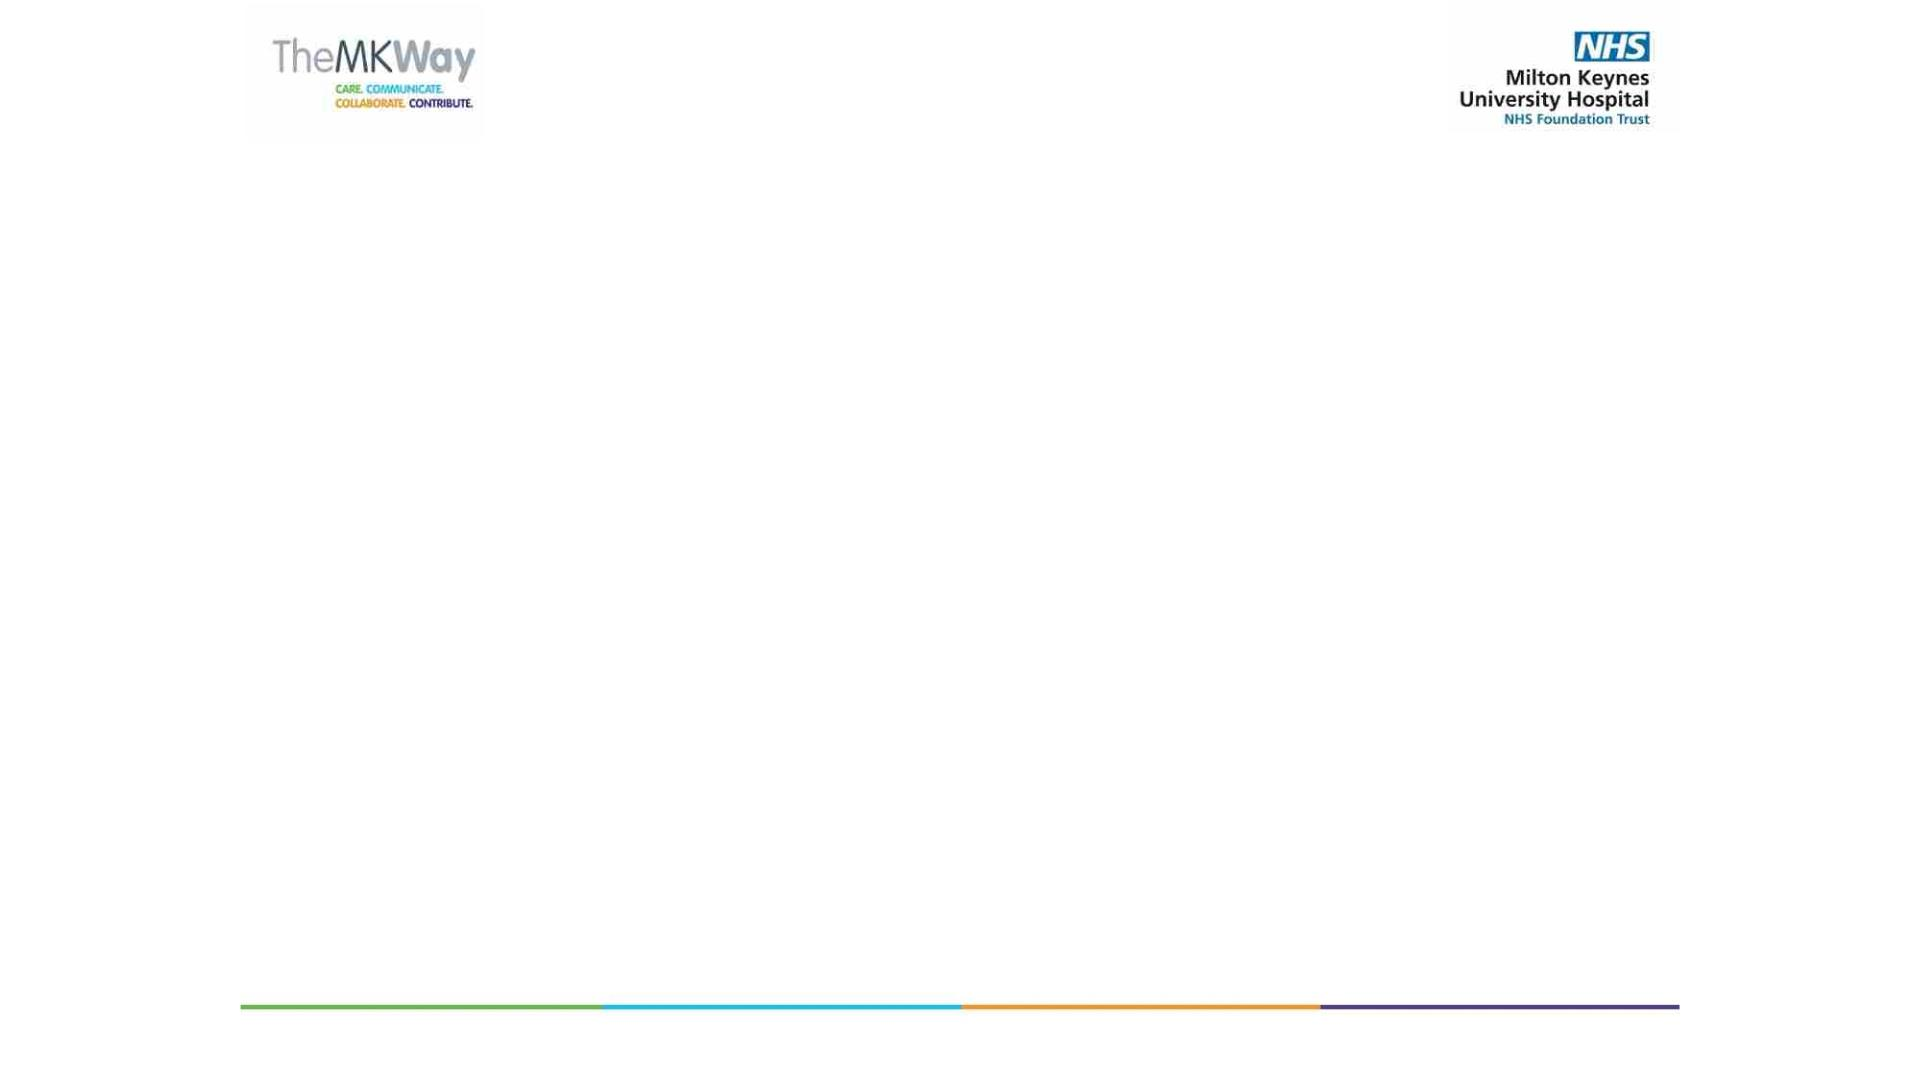 TheMKWay
CARE. COMMUNICATE.
COLLABORATE. CONTRIBUTE.
NHS
Milton Keynes
University Hospital
NHS Foundation Trust